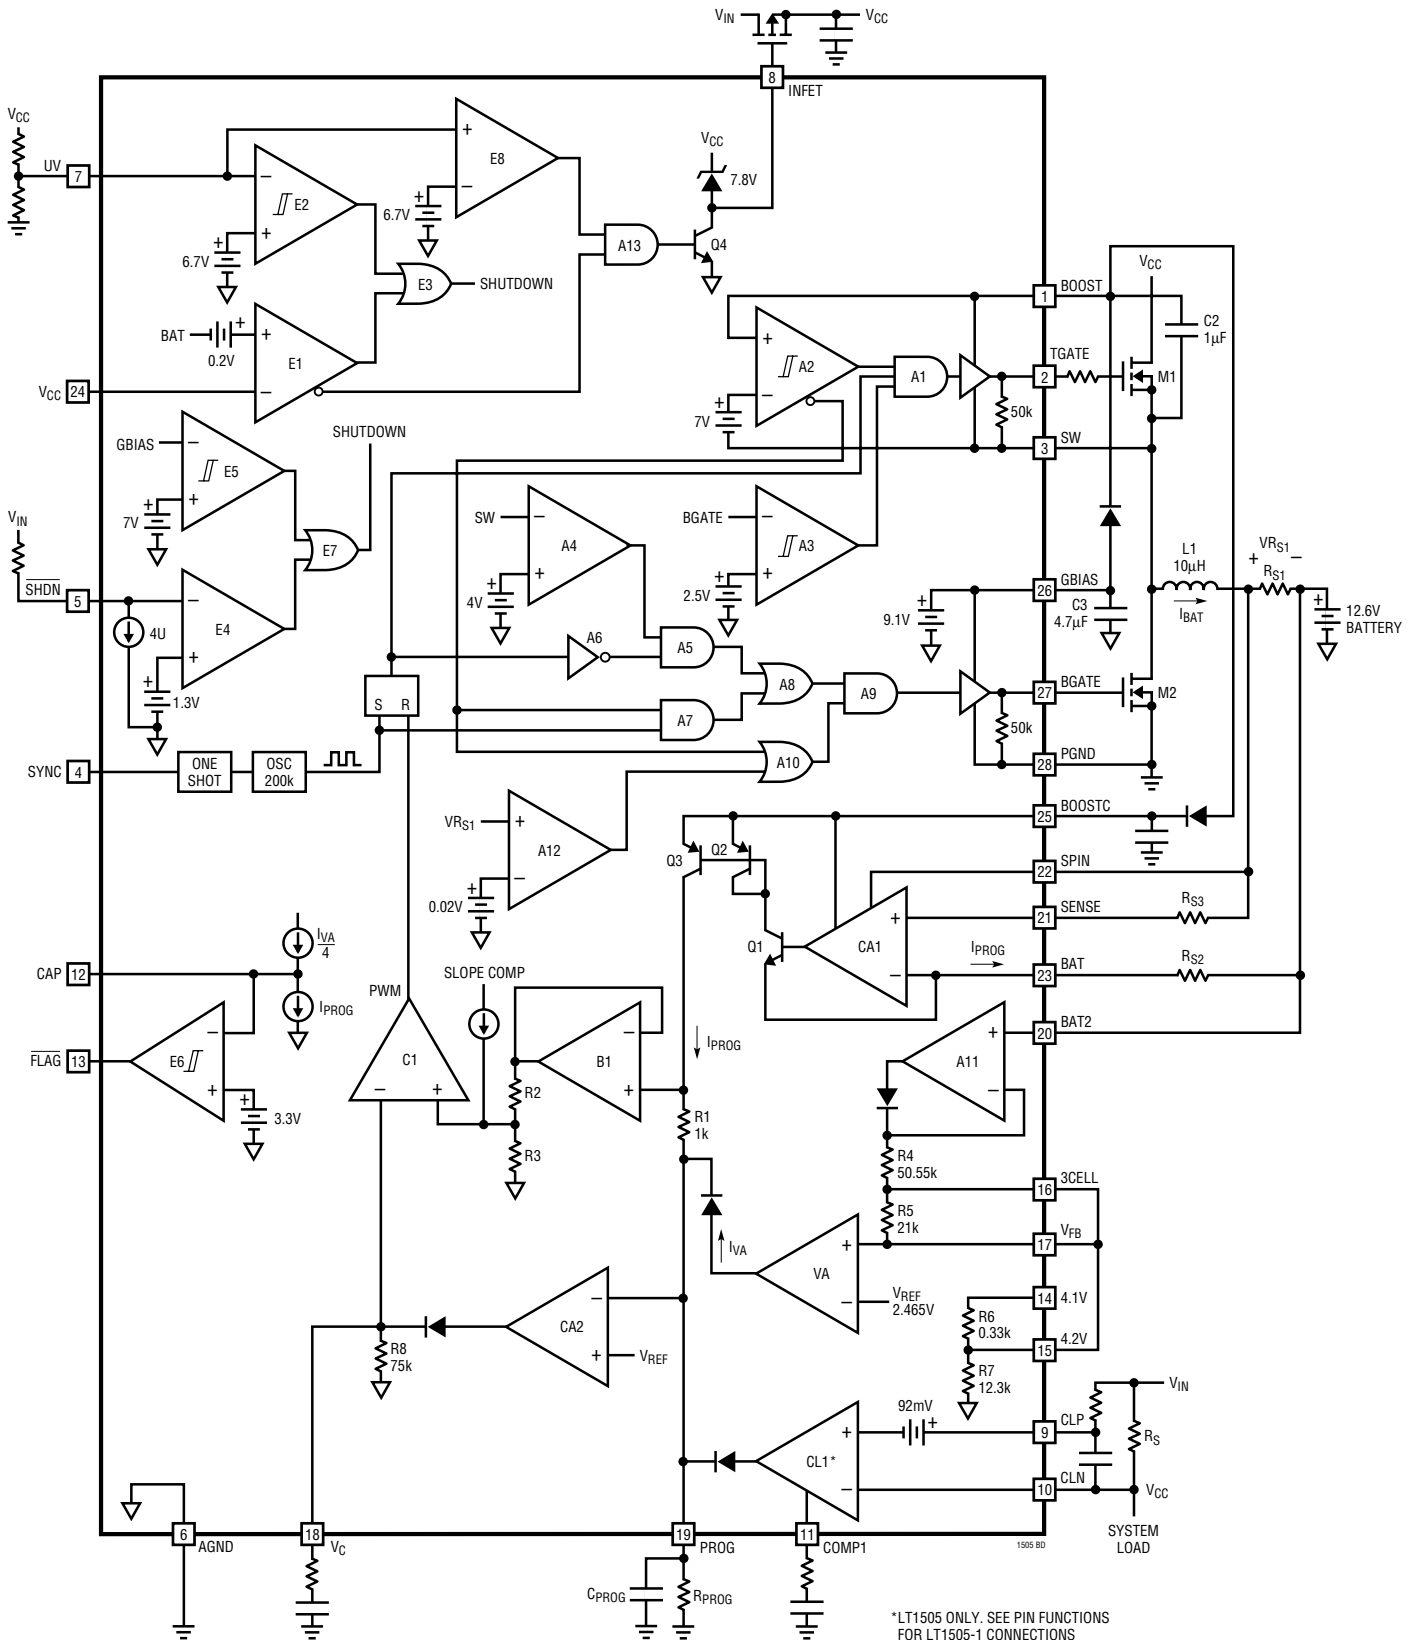 VIN
VCC
8
INFET
VCC
UV
7
+
E8
−
VCC
7.8V
−
E2
+
6.7V
+
6.7V
+
A13
Q4
E3
SHUTDOWN
BAT
+
0.2V
+
E1
−
VCC
24
1
BOOST
VCC
C2
1µF
+
A2
−
7V
+
A1
TGATE
2
M1
50k
SW
3
GBIAS
−
E5
+
7V
+
SHUTDOWN
E7
VIN
SHDN
5
4U
−
E4
+
1.3V
+
SW
−
A4
+
4V
+
BGATE
−
A3
+
2.5V
+
A6
A5
A7
A8
A9
A10
S
R
GBIAS
26
9.1V
+
C3
4.7µF
L1
10µH
IBAT
+
VRS1
−
RS1
+
12.6V
BATTERY
BGATE
27
M2
50k
PGND
28
SYNC
4
ONE
SHOT
OSC
200k
VRS1
+
A12
−
0.02V
+
BOOSTC
25
Q3
Q2
Q1
SPIN
22
SENSE
21
RS3
+
CA1
−
IPROG
BAT
23
RS2
BAT2
20
IVA
4
CAP
12
IPROG
FLAG
13
−
E6
+
3.3V
+
PWM
C1
−
+
SLOPE COMP
−
B1
+
R2
R3
IPROG
R1
1k
+
A11
−
R4
50.55k
R5
21k
3CELL
16
VFB
17
IVA
+
VA
−
VREF
2.465V
14
4.1V
R6
0.33k
15
4.2V
R7
12.3k
−
CA2
+
VREF
R8
75k
92mV
+
+
CL1*
−
CLP
9
CLN
10
VIN
RS
VCC
SYSTEM
LOAD
6
AGND
18
VC
19
PROG
11
COMP1
1505 BD
CPROG
RPROG
*LT1505 ONLY. SEE PIN FUNCTIONS
FOR LT1505-1 CONNECTIONS